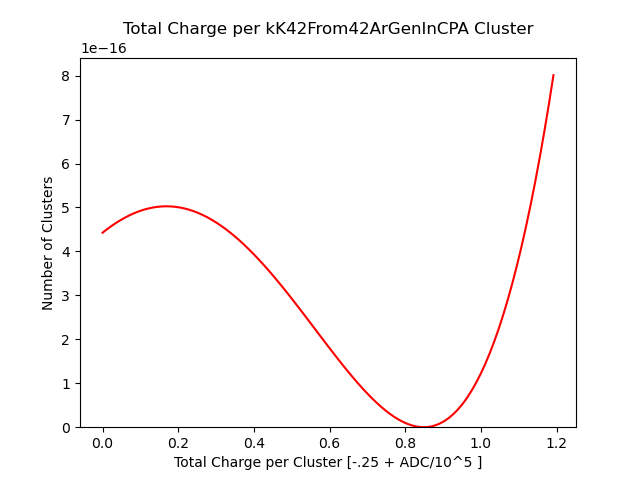 Total Charge per kK42From42ArGenInCPA Cluster
1e−16
8
7
6
5
4
3
2
1
0
Number of Clusters
0.0 0.2 0.4 0.6 0.8 1.0 1.2
Total Charge per Cluster [-.25 + ADC/10^5 ]